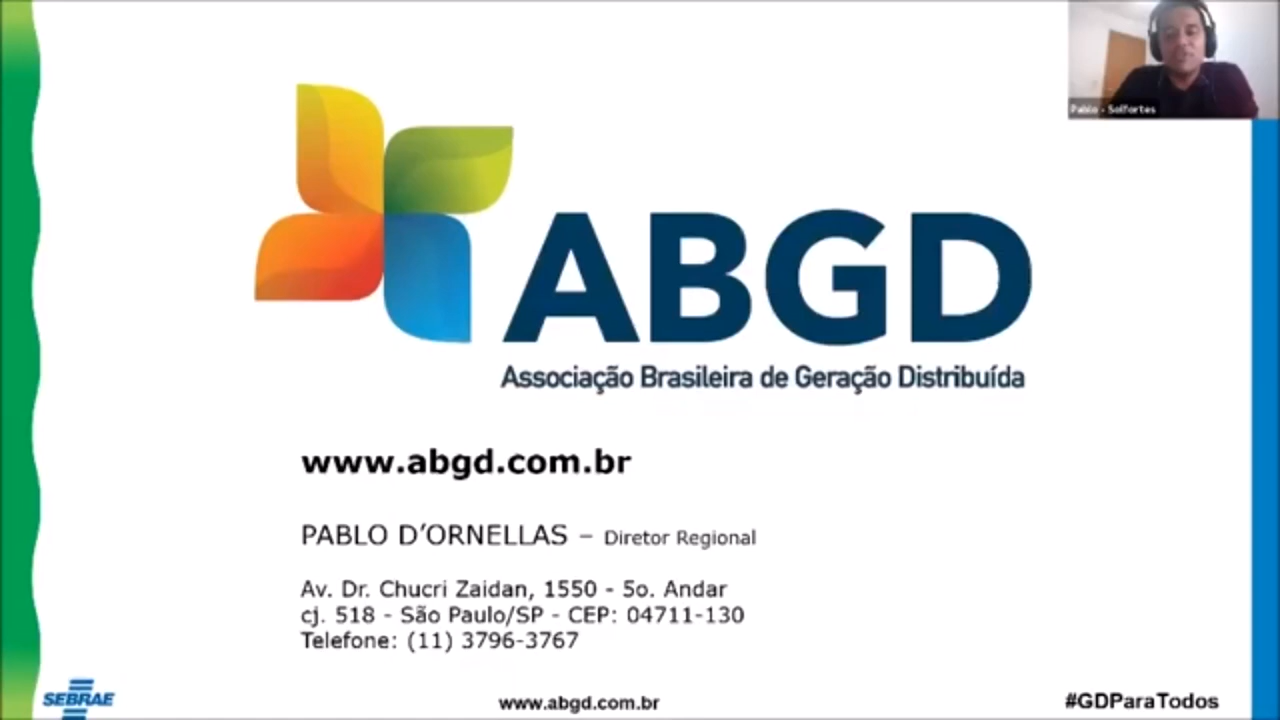 Pablo - Solfortes
ABGD
Associação Brasileira de Geração Distribuída
www.abgd.com.br
PABLO D’ORNELLAS – Diretor Regional
Av. Dr. Chucri Zaidan, 1550 - 5o. Andar
cj. 518 - São Paulo/SP - CEP: 04711-130
Telefone: (11) 3796-3767
SEBRAE
www.abgd.com.br
#GDParaTodos